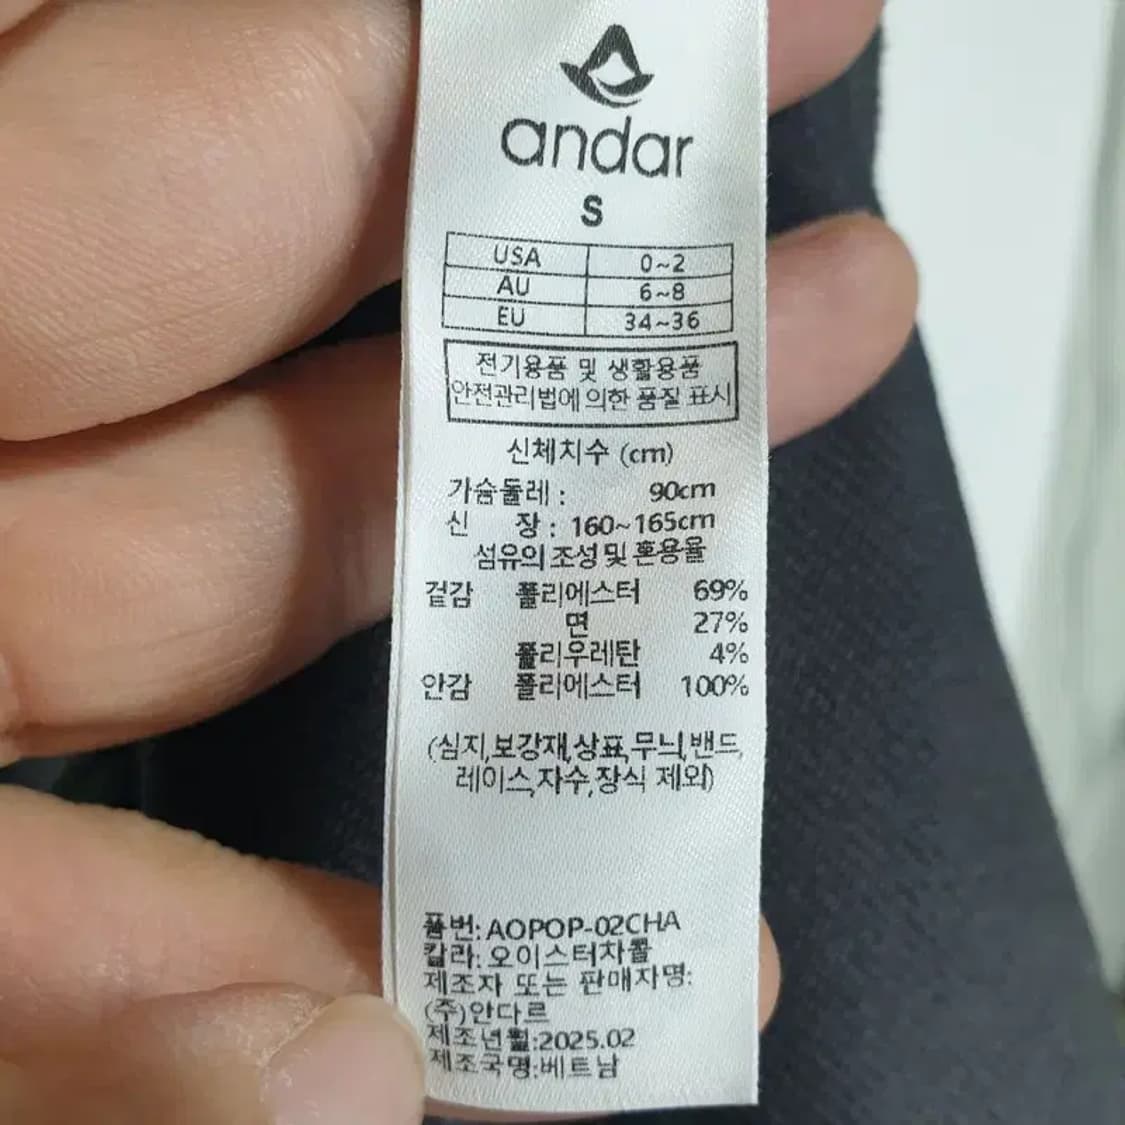 andar
S
USA 0~2
AU 6~8
EU 34~36
전기용품 및 생활용품
안전관리법에 의한 품질 표시
신체치수 (cm)
가슴둘레 : 90cm
신 장 : 160~165cm
섬유의 조성 및 혼용율
겉감 폴리에스터 69%
면 27%
폴리우레탄 4%
안감 폴리에스터 100%
(심지,보강재,상표,무늬,밴드,
레이스,자수,장식 제외)
품번: AOPOP-02CHA
칼라: 오이스터차콜
제조자 또는 판매자명:
(주)안다르
제조년월:2025.02
제조국명:베트남